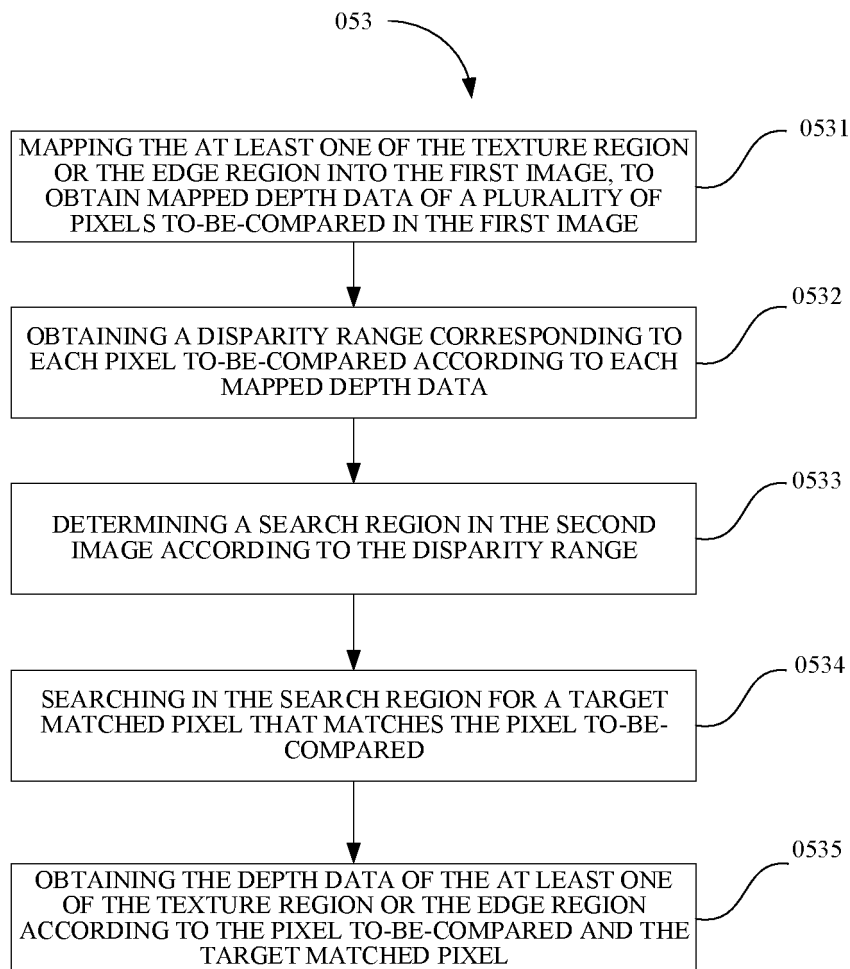 053
0531
MAPPING THE AT LEAST ONE OF THE TEXTURE REGION
OR THE EDGE REGION INTO THE FIRST IMAGE, TO
OBTAIN MAPPED DEPTH DATA OF A PLURALITY OF
PIXELS TO-BE-COMPARED IN THE FIRST IMAGE
0532
OBTAINING A DISPARITY RANGE CORRESPONDING TO
EACH PIXEL TO-BE-COMPARED ACCORDING TO EACH
MAPPED DEPTH DATA
0533
DETERMINING A SEARCH REGION IN THE SECOND
IMAGE ACCORDING TO THE DISPARITY RANGE
0534
SEARCHING IN THE SEARCH REGION FOR A TARGET
MATCHED PIXEL THAT MATCHES THE PIXEL TO-BE-
COMPARED
0535
OBTAINING THE DEPTH DATA OF THE AT LEAST ONE
OF THE TEXTURE REGION OR THE EDGE REGION
ACCORDING TO THE PIXEL TO-BE-COMPARED AND THE
TARGET MATCHED PIXEL